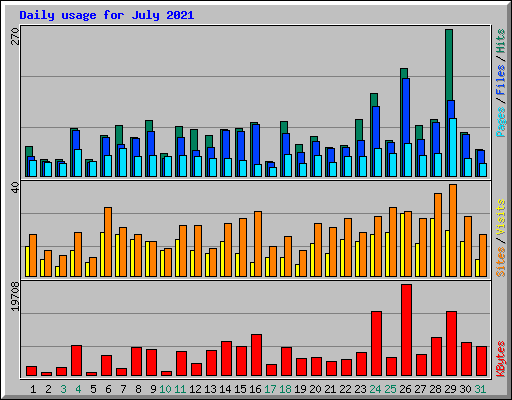 Daily usage for July 2021
270
Pages / Files / Hits
40
Sites / Visits
19708
KBytes
1 2 3 4 5 6 7 8 9 10 11 12 13 14 15 16 17 18 19 20 21 22 23 24 25 26 27 28 29 30 31